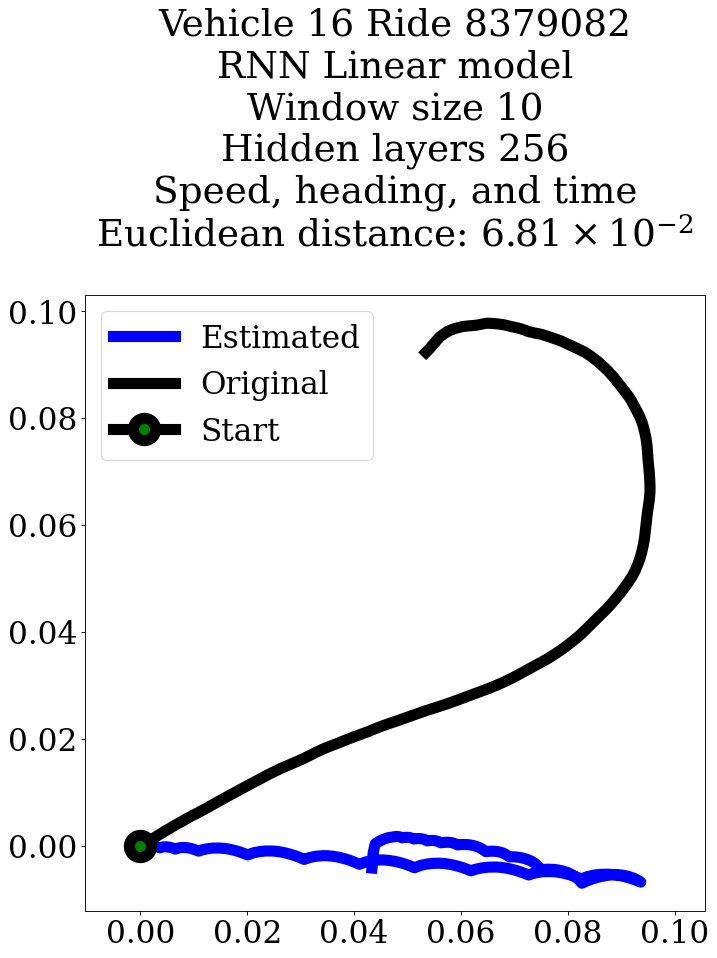 Vehicle 16 Ride 8379082
RNN Linear model
Window size 10
Hidden layers 256
Speed, heading, and time
Euclidean distance: 6.81 × 10⁻²
Estimated
Original
Start
0.10
0.08
0.06
0.04
0.02
0.00
0.00 0.02 0.04 0.06 0.08 0.10